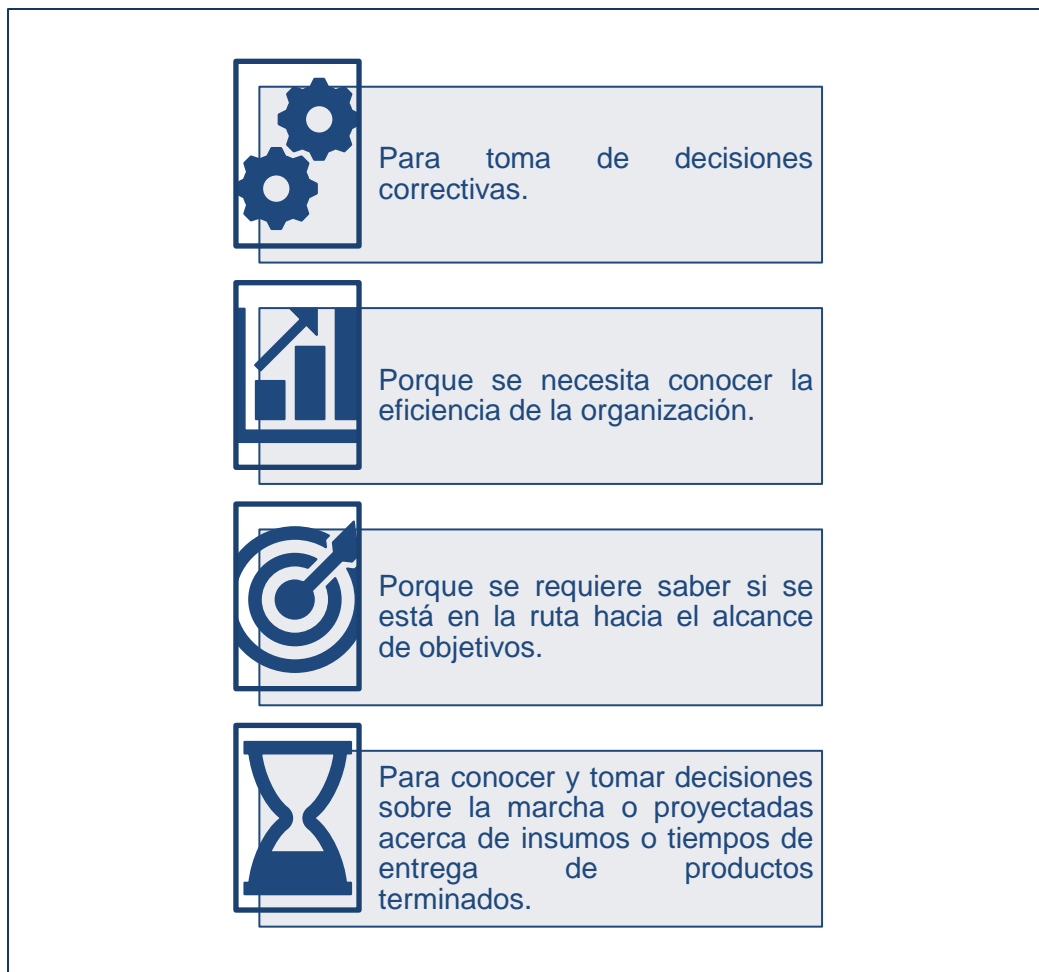 Para toma de decisiones
correctivas.
Porque se necesita conocer la
eficiencia de la organización.
Porque se requiere saber si se
está en la ruta hacia el alcance
de objetivos.
Para conocer y tomar decisiones
sobre la marcha o proyectadas
acerca de insumos o tiempos de
entrega de productos
terminados.